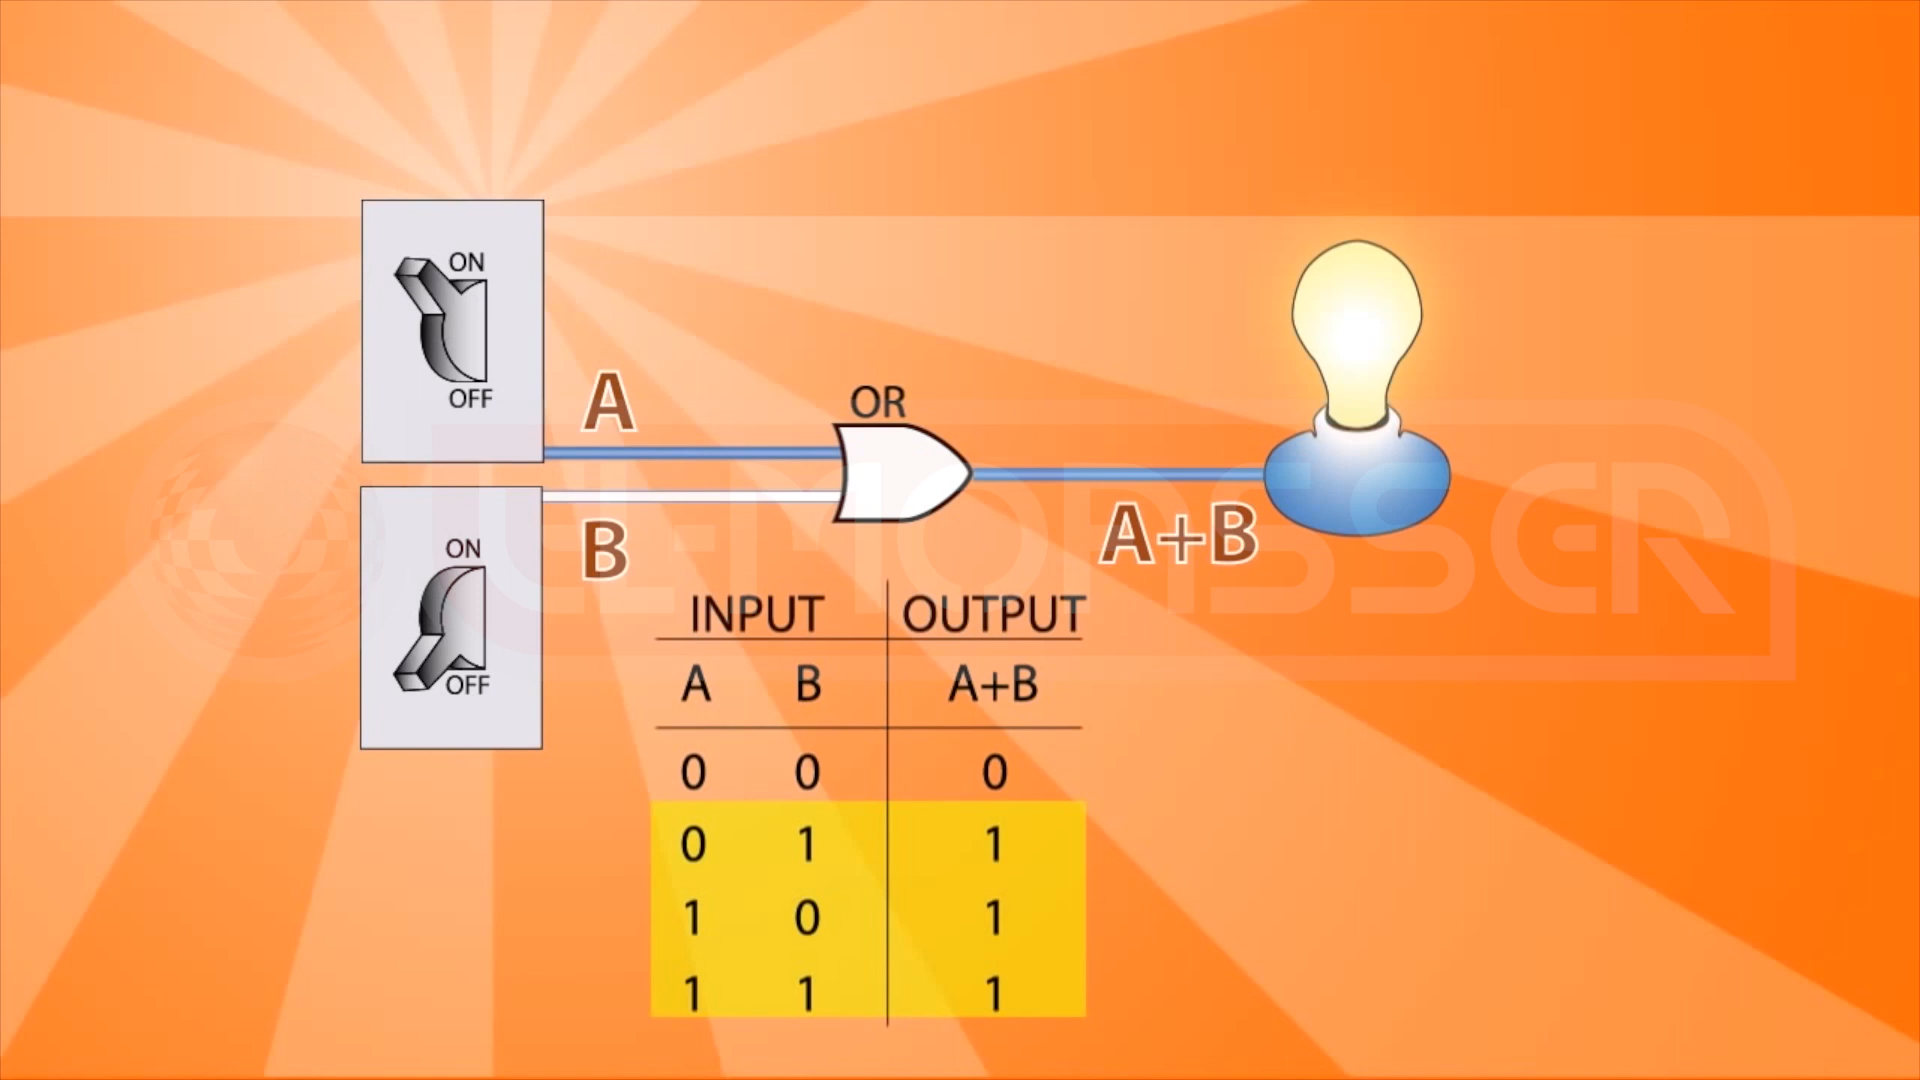 ON
OFF
A
OR
B
A+B
ON
OFF
INPUT OUTPUT
A B A+B
0 0 0
0 1 1
1 0 1
1 1 1